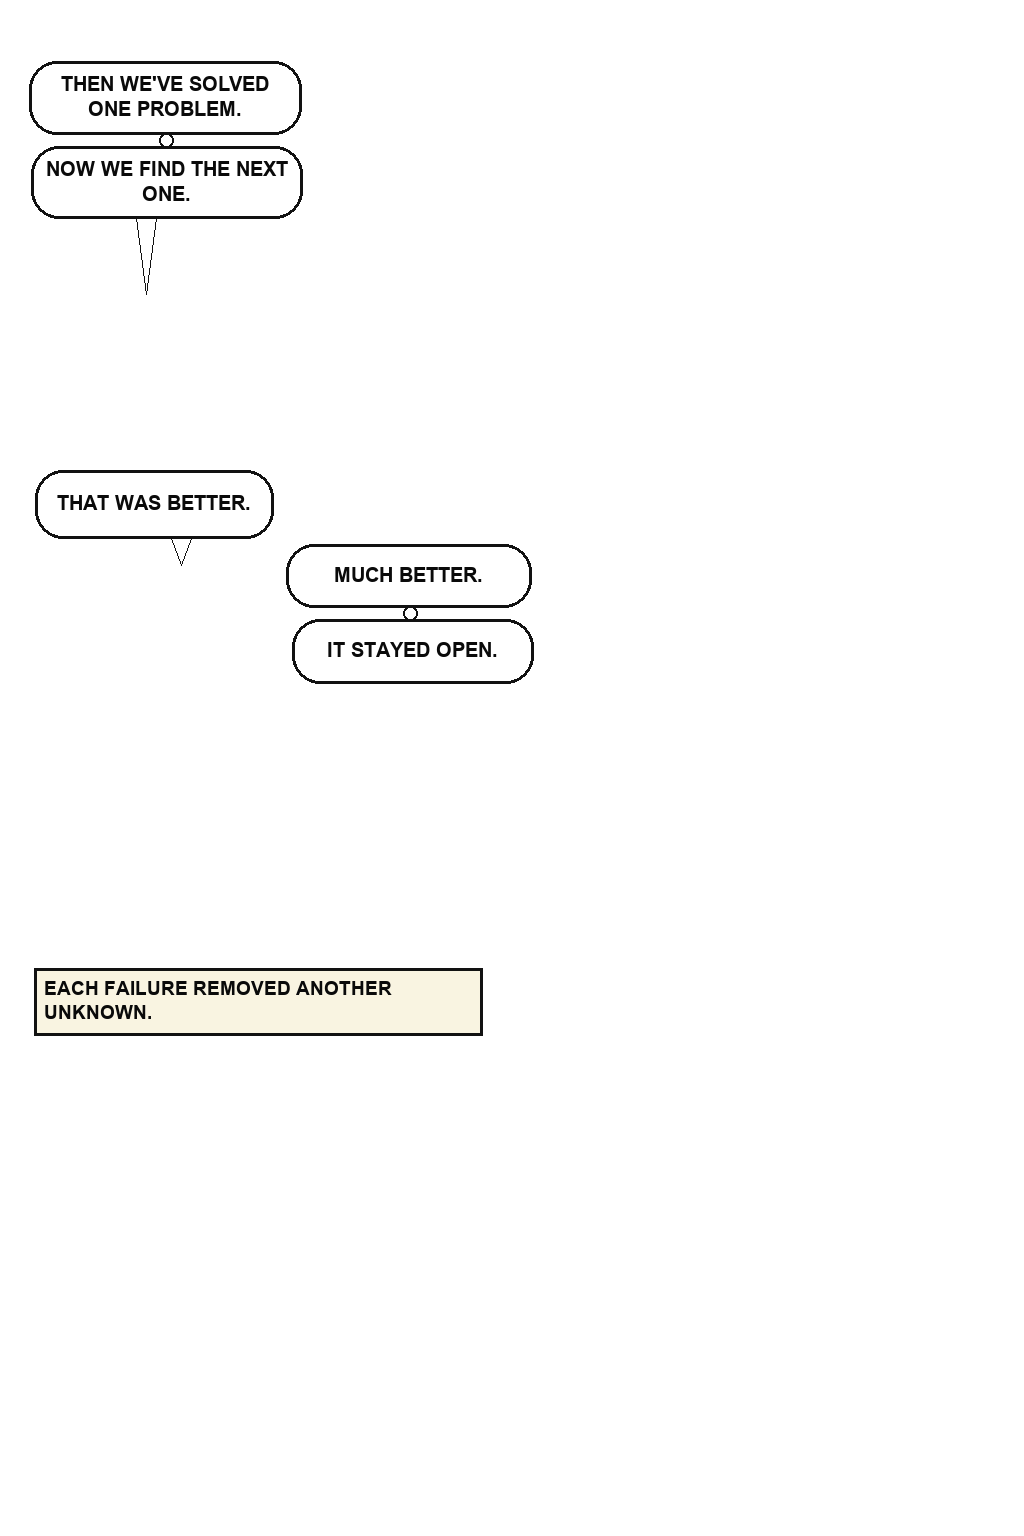 THEN WE'VE SOLVED
ONE PROBLEM.
NOW WE FIND THE NEXT
ONE.
THAT WAS BETTER.
MUCH BETTER.
IT STAYED OPEN.
EACH FAILURE REMOVED ANOTHER
UNKNOWN.